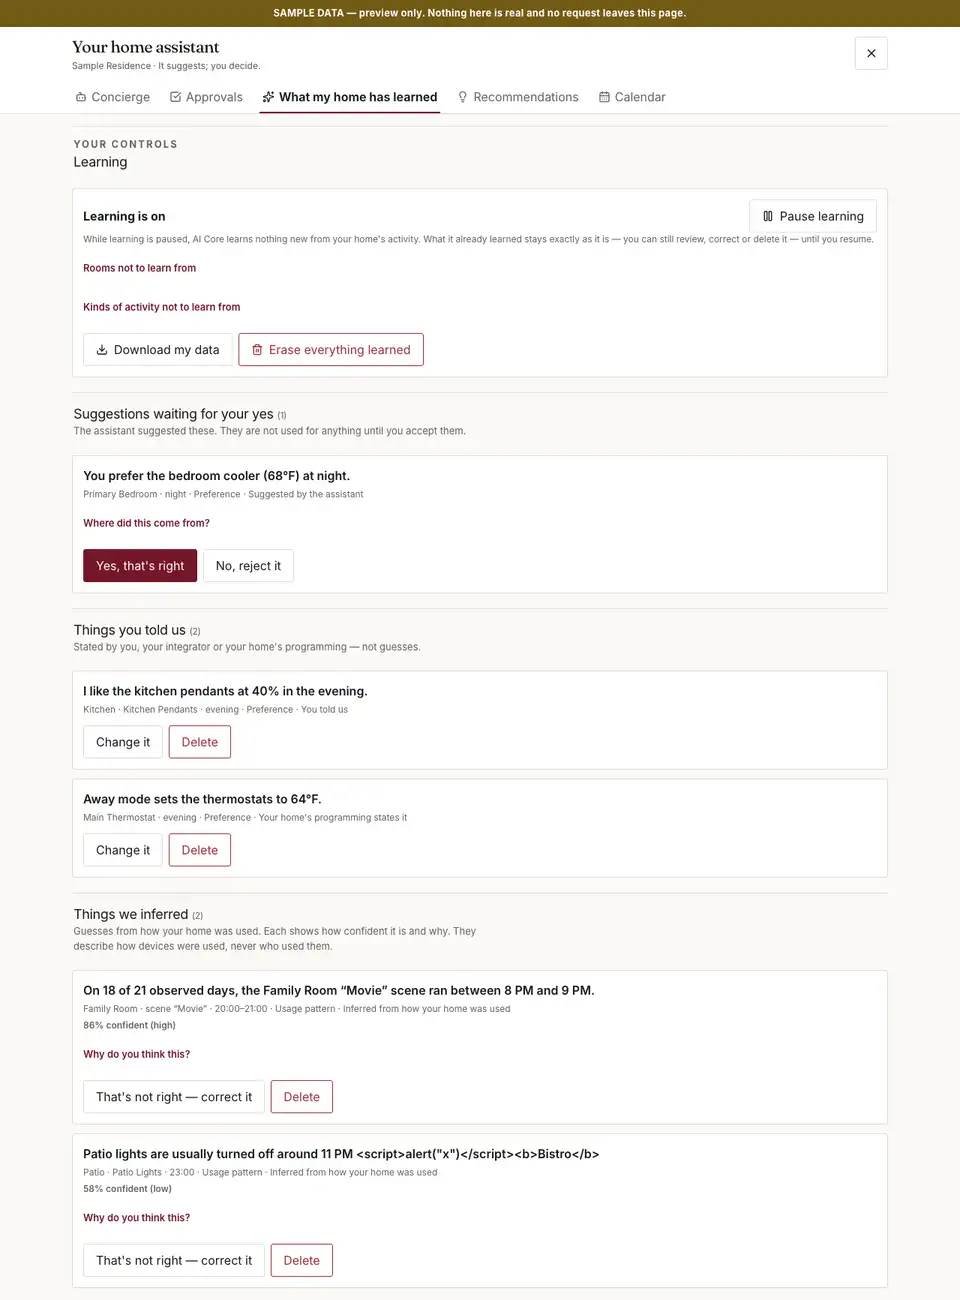 SAMPLE DATA — preview only. Nothing here is real and no request leaves this page.
Your home assistant
Sample Residence · It suggests; you decide.
Concierge
Approvals
What my home has learned
Recommendations
Calendar
YOUR CONTROLS
Learning
Learning is on
Pause learning
While learning is paused, AI Core learns nothing new from your home's activity. What it already learned stays exactly as it is — you can still review, correct or delete it — until you resume.
Rooms not to learn from
Kinds of activity not to learn from
Download my data
Erase everything learned
Suggestions waiting for your yes (1)
The assistant suggested these. They are not used for anything until you accept them.
You prefer the bedroom cooler (68°F) at night.
Primary Bedroom · night · Preference · Suggested by the assistant
Where did this come from?
Yes, that's right
No, reject it
Things you told us (2)
Stated by you, your integrator or your home's programming — not guesses.
I like the kitchen pendants at 40% in the evening.
Kitchen · Kitchen Pendants · evening · Preference · You told us
Change it
Delete
Away mode sets the thermostats to 64°F.
Main Thermostat · evening · Preference · Your home's programming states it
Change it
Delete
Things we inferred (2)
Guesses from how your home was used. Each shows how confident it is and why. They
describe how devices were used, never who used them.
On 18 of 21 observed days, the Family Room “Movie” scene ran between 8 PM and 9 PM.
Family Room · scene “Movie” · 20:00–21:00 · Usage pattern · Inferred from how your home was used
86% confident (high)
Why do you think this?
That's not right — correct it
Delete
Patio lights are usually turned off around 11 PM <script>alert("x")</script><b>Bistro</b>
Patio · Patio Lights · 23:00 · Usage pattern · Inferred from how your home was used
58% confident (low)
Why do you think this?
That's not right — correct it
Delete